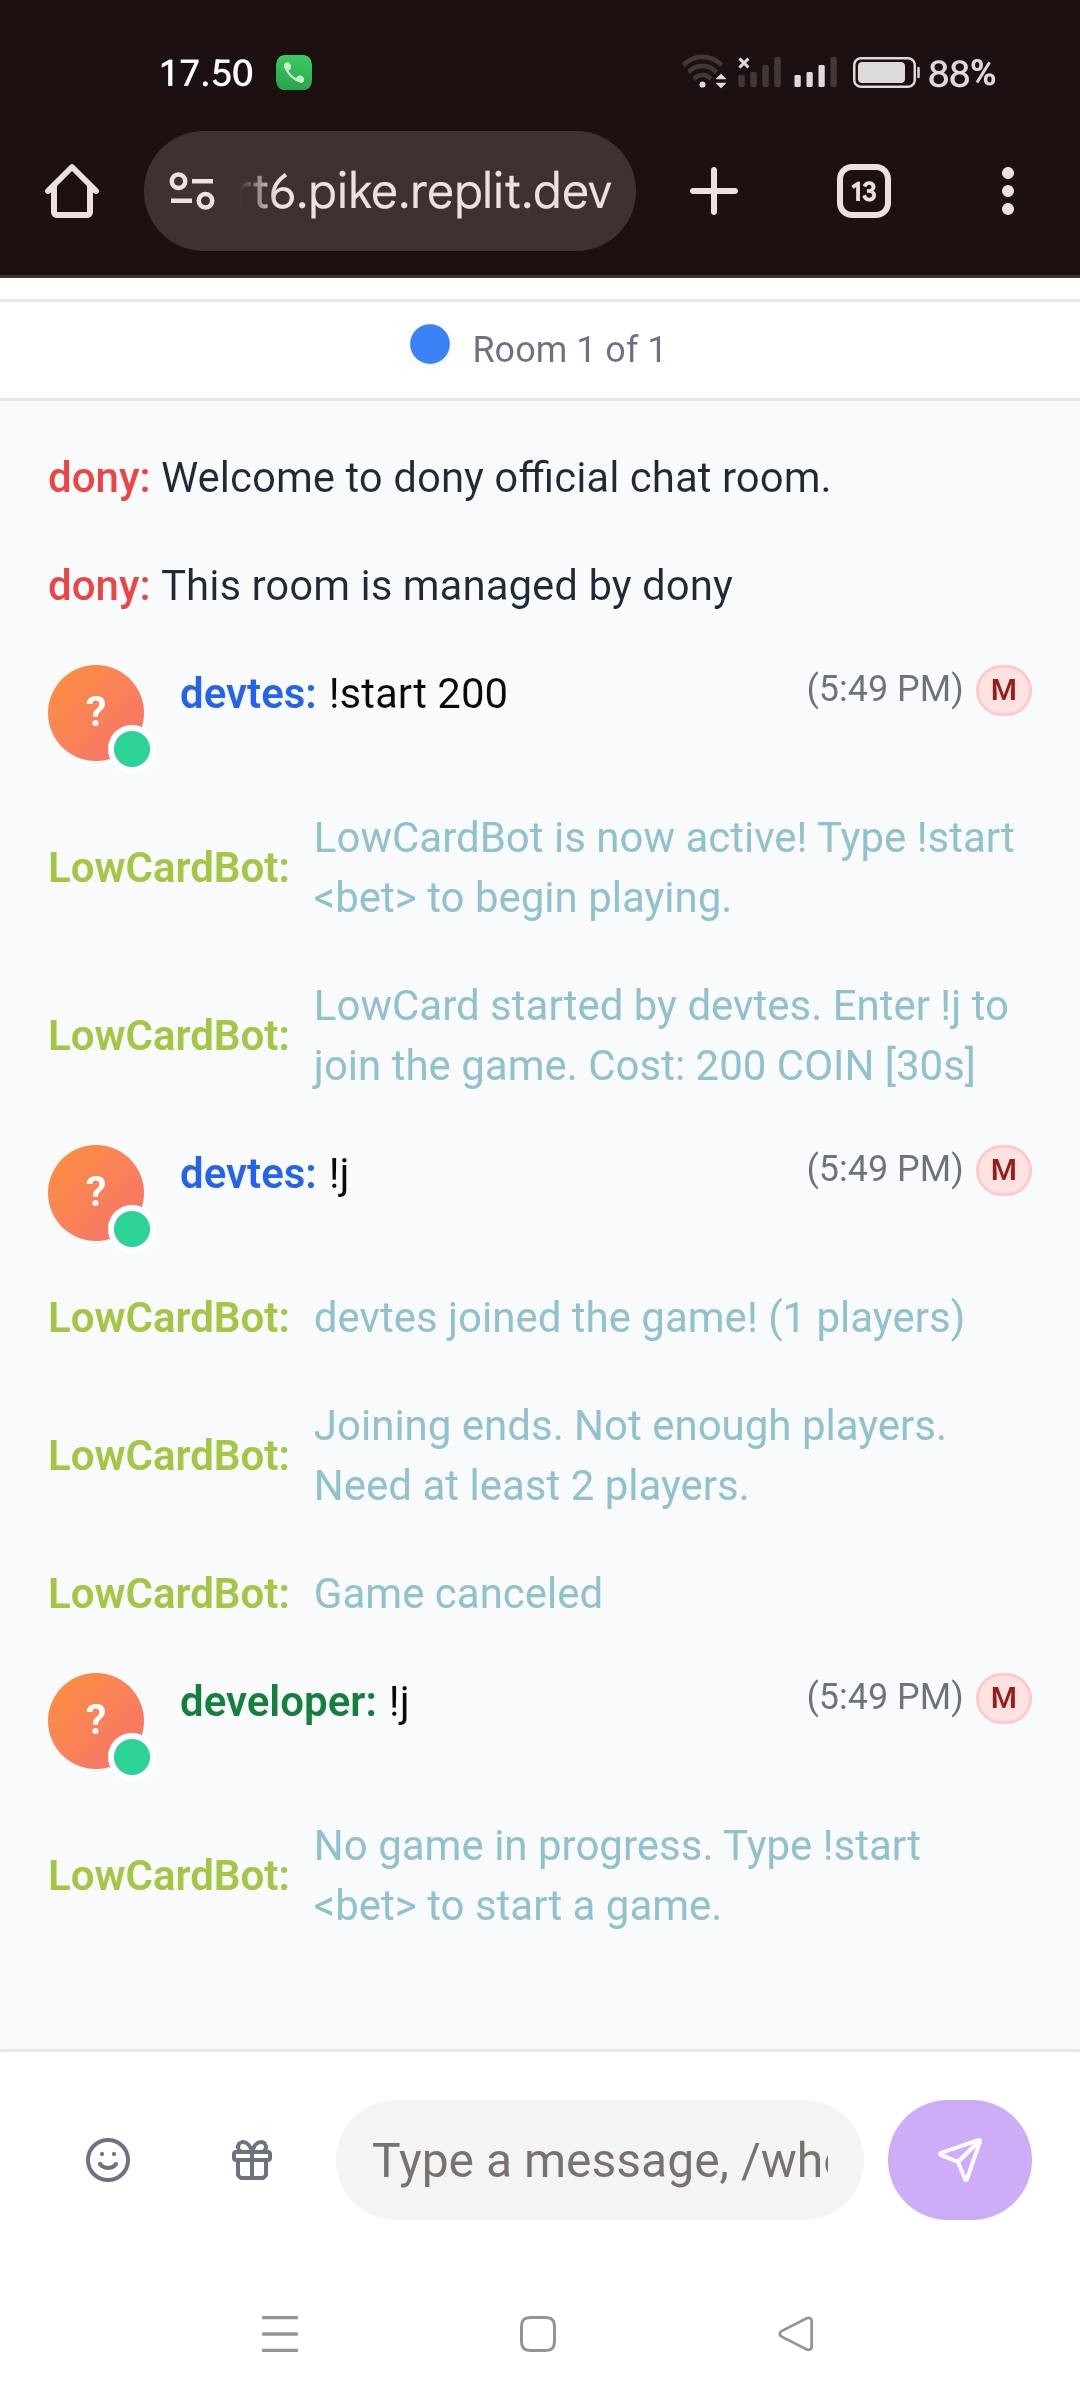 17.50
88%
t6.pike.replit.dev
13
Room 1 of 1
dony: Welcome to dony official chat room.
dony: This room is managed by dony
?
devtes: !start 200
(5:49 PM) M
LowCardBot: LowCardBot is now active! Type !start
<bet> to begin playing.
LowCardBot: LowCard started by devtes. Enter !j to
join the game. Cost: 200 COIN [30s]
?
devtes: !j
(5:49 PM) M
LowCardBot: devtes joined the game! (1 players)
LowCardBot: Joining ends. Not enough players.
Need at least 2 players.
LowCardBot: Game canceled
?
developer: !j
(5:49 PM) M
LowCardBot: No game in progress. Type !start
<bet> to start a game.
Type a message, /wh